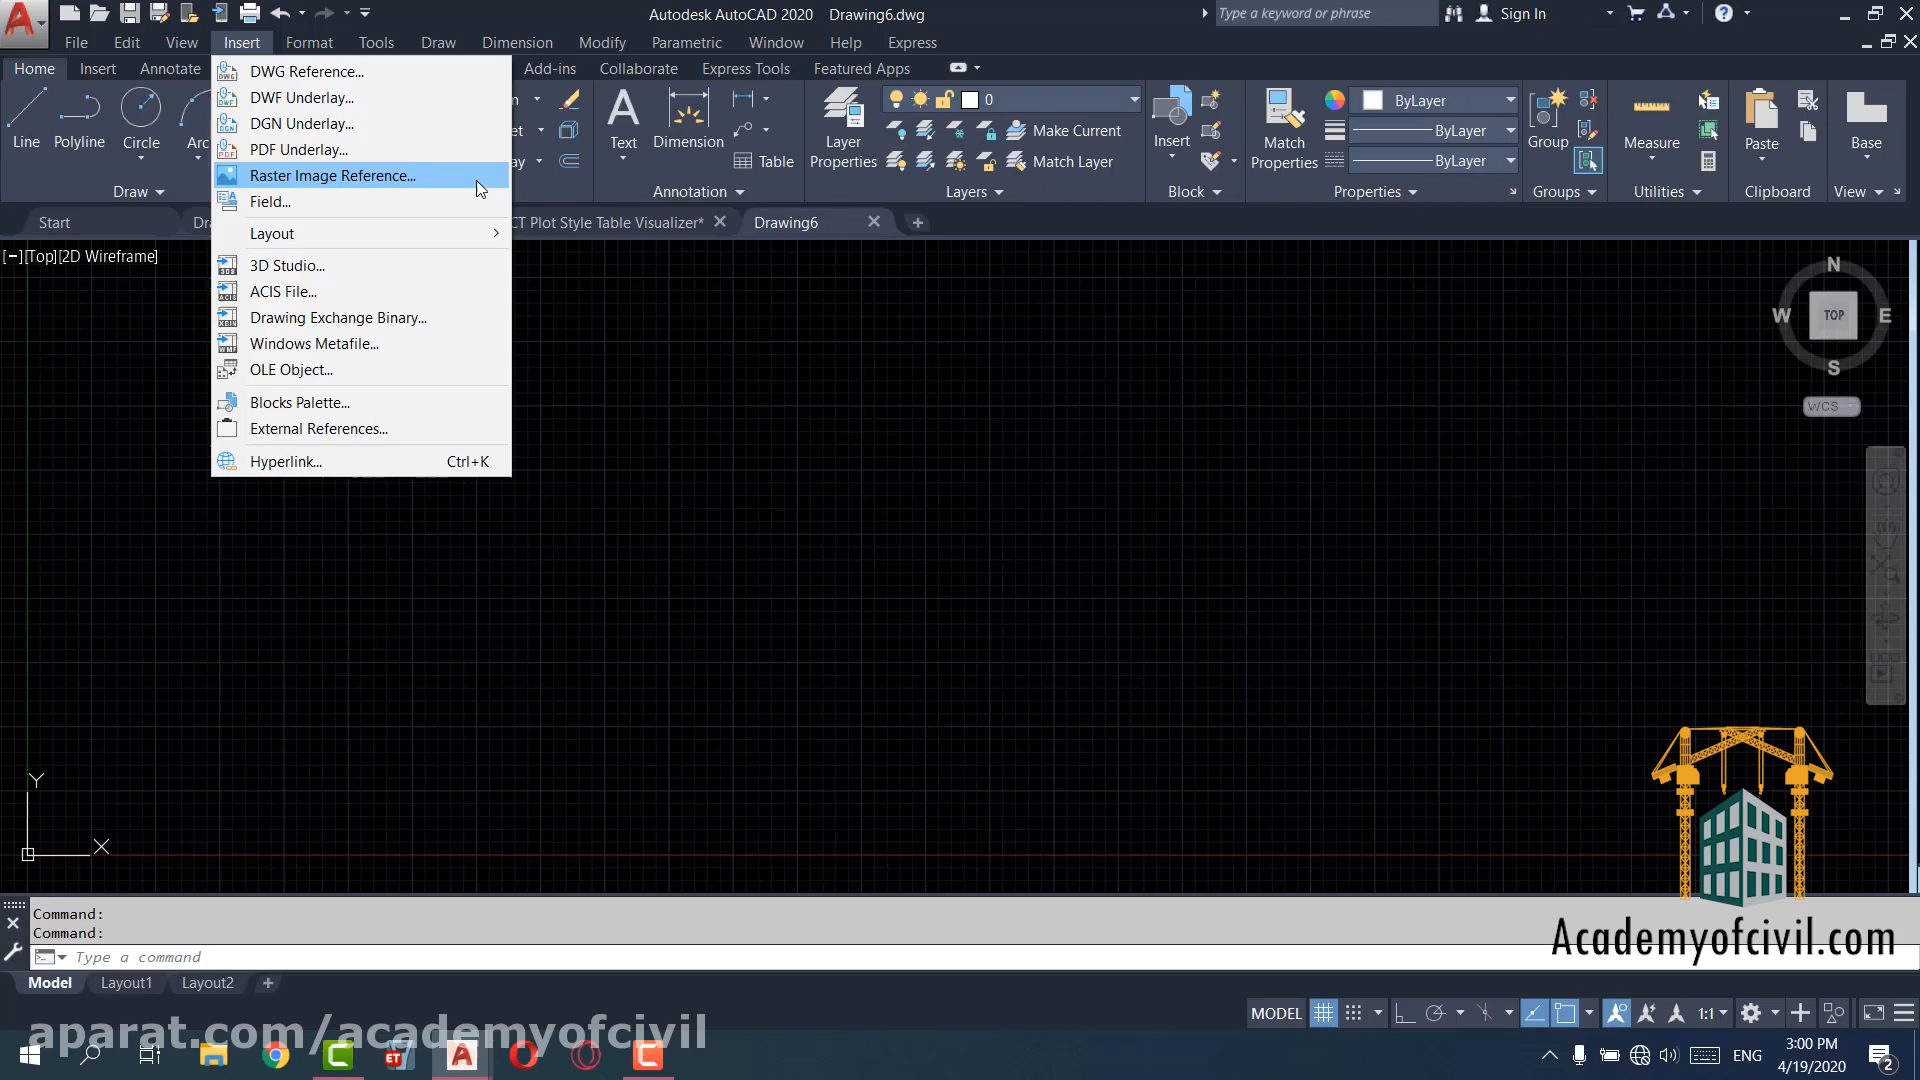 Autodesk AutoCAD 2020 Drawing6.dwg
Type a keyword or phrase
Sign In
File Edit View Insert Format Tools Draw Dimension Modify Parametric Window Help Express
Home Insert Annotate Add-ins Collaborate Express Tools Featured Apps
DWG Reference...
DWF Underlay...
DGN Underlay...
PDF Underlay...
Raster Image Reference...
Field...
Layout
3D Studio...
ACIS File...
Drawing Exchange Binary...
Windows Metafile...
OLE Object...
Blocks Palette...
External References...
Hyperlink... Ctrl+K
Line Polyline Circle Arc
Draw
Text Dimension Table
Annotation
Layer Properties
0
Make Current
Match Layer
Layers
Insert
Block
Match Properties
ByLayer
ByLayer
ByLayer
Properties
Group
Groups
Measure
Utilities
Paste
Clipboard
Base
View
Start
CT Plot Style Table Visualizer*
Drawing6
[−][Top][2D Wireframe]
N
W TOP E
S
WCS
Y
X
Command:
Command:
Type a command
Academyofcivil.com
Model Layout1 Layout2
MODEL 1:1
aparat.com/academyofcivil
ET
ENG
3:00 PM
4/19/2020
2